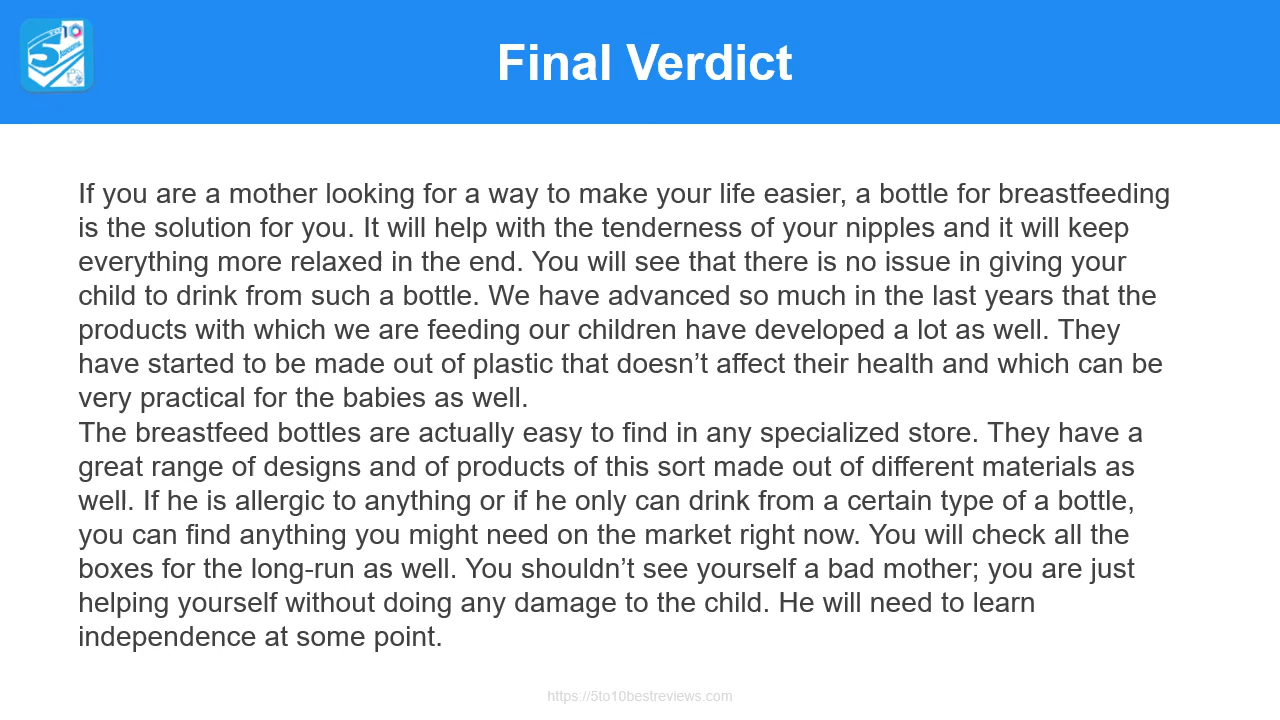 5
10
Final Verdict
If you are a mother looking for a way to make your life easier, a bottle for breastfeeding
is the solution for you. It will help with the tenderness of your nipples and it will keep
everything more relaxed in the end. You will see that there is no issue in giving your
child to drink from such a bottle. We have advanced so much in the last years that the
products with which we are feeding our children have developed a lot as well. They
have started to be made out of plastic that doesn’t affect their health and which can be
very practical for the babies as well.
The breastfeed bottles are actually easy to find in any specialized store. They have a
great range of designs and of products of this sort made out of different materials as
well. If he is allergic to anything or if he only can drink from a certain type of a bottle,
you can find anything you might need on the market right now. You will check all the
boxes for the long-run as well. You shouldn’t see yourself a bad mother; you are just
helping yourself without doing any damage to the child. He will need to learn
independence at some point.
https://5to10bestreviews.com